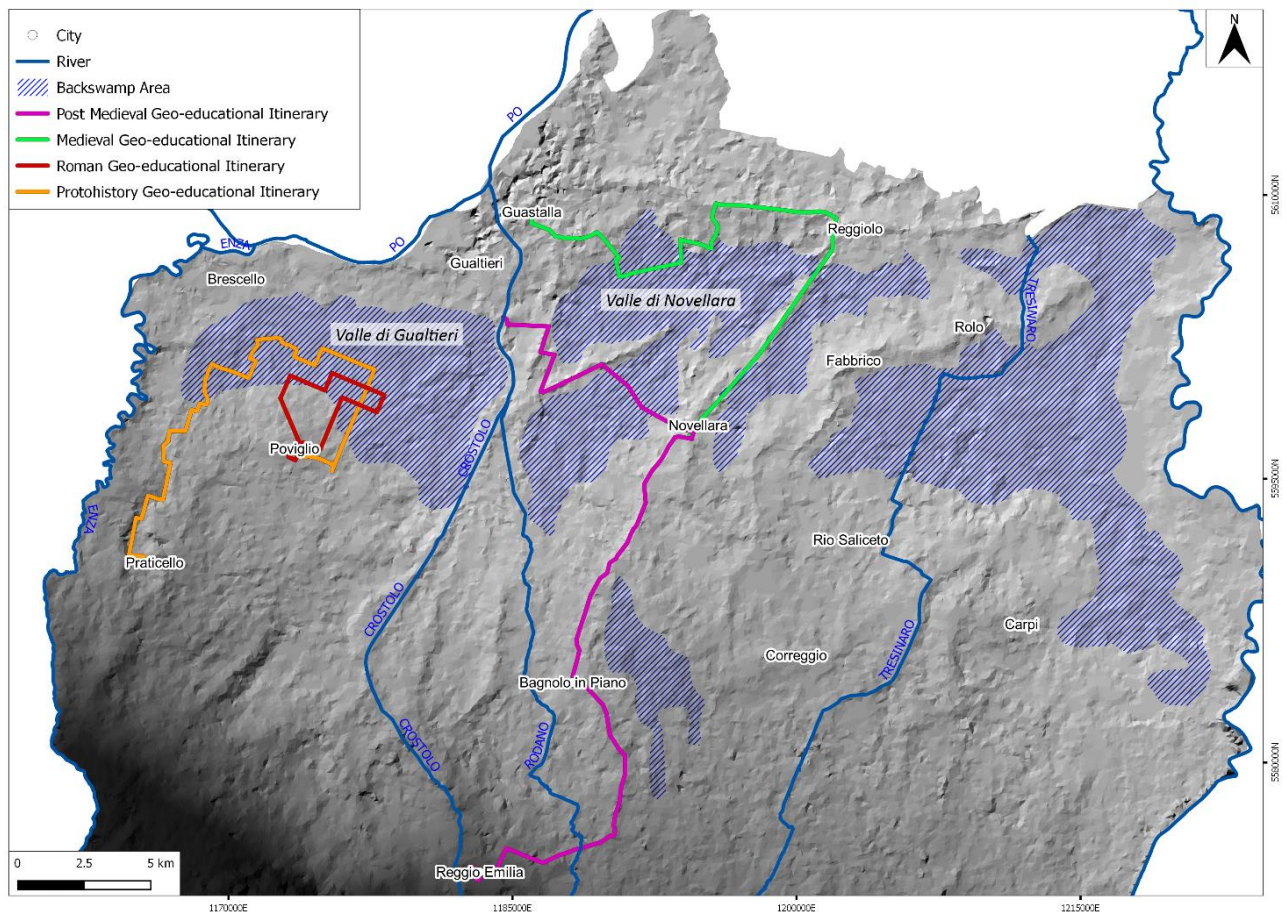 City
River
Backswamp Area
Post Medieval Geo-educational Itinerary
Medieval Geo-educational Itinerary
Roman Geo-educational Itinerary
Protohistory Geo-educational Itinerary
N
PO
5610000N
Guastalla
Reggiolo
ENZA
PO
Gualtieri
Brescello
TRESINARO
Valle di Novellara
Valle di Gualtieri
Rolo
Fabbrico
Novellara
Poviglio
CROSTOLO
5595000N
ENZA
Rio Saliceto
Praticello
CROSTOLO
Carpi
Correggio
TRESINARO
Bagnolo in Piano
CROSTOLO
RODANO
5580000N
0 2.5 5 km
Reggio Emilia
1170000E 1185000E 1200000E 1215000E